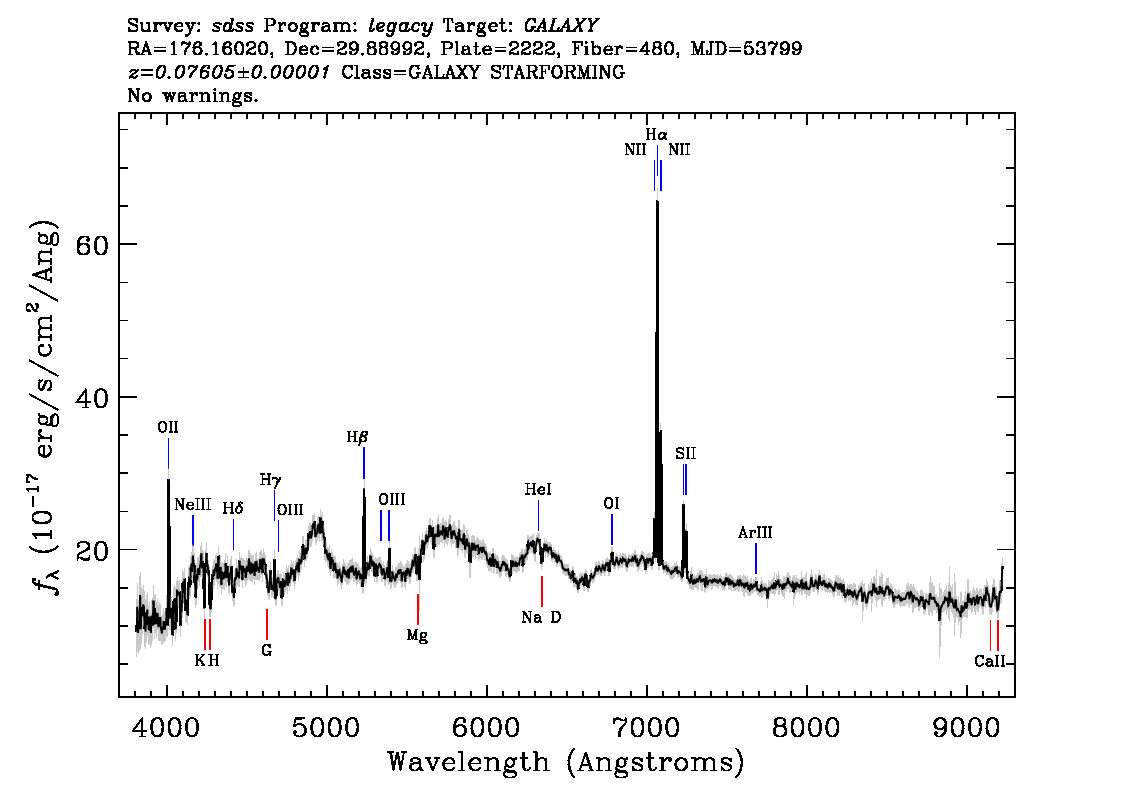 Survey: sdss Program: legacy Target: GALAXY
RA=176.16020, Dec=29.88992, Plate=2222, Fiber=480, MJD=53799
z=0.07605±0.00001 Class=GALAXY STARFORMING
No warnings.
Hα
NII NII
60
40
OII
Hβ
SII
Hγ
HeI
NeIII Hδ OIII
OIII
OI
ArIII
20
Na D
Mg
G
K H
CaII
4000 5000 6000 7000 8000 9000
Wavelength (Angstroms)
fλ (10⁻¹⁷ erg/s/cm²/Ang)